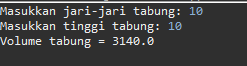 Masukkan jari-jari tabung: 10
Masukkan tinggi tabung: 10
Volume tabung = 3140.0